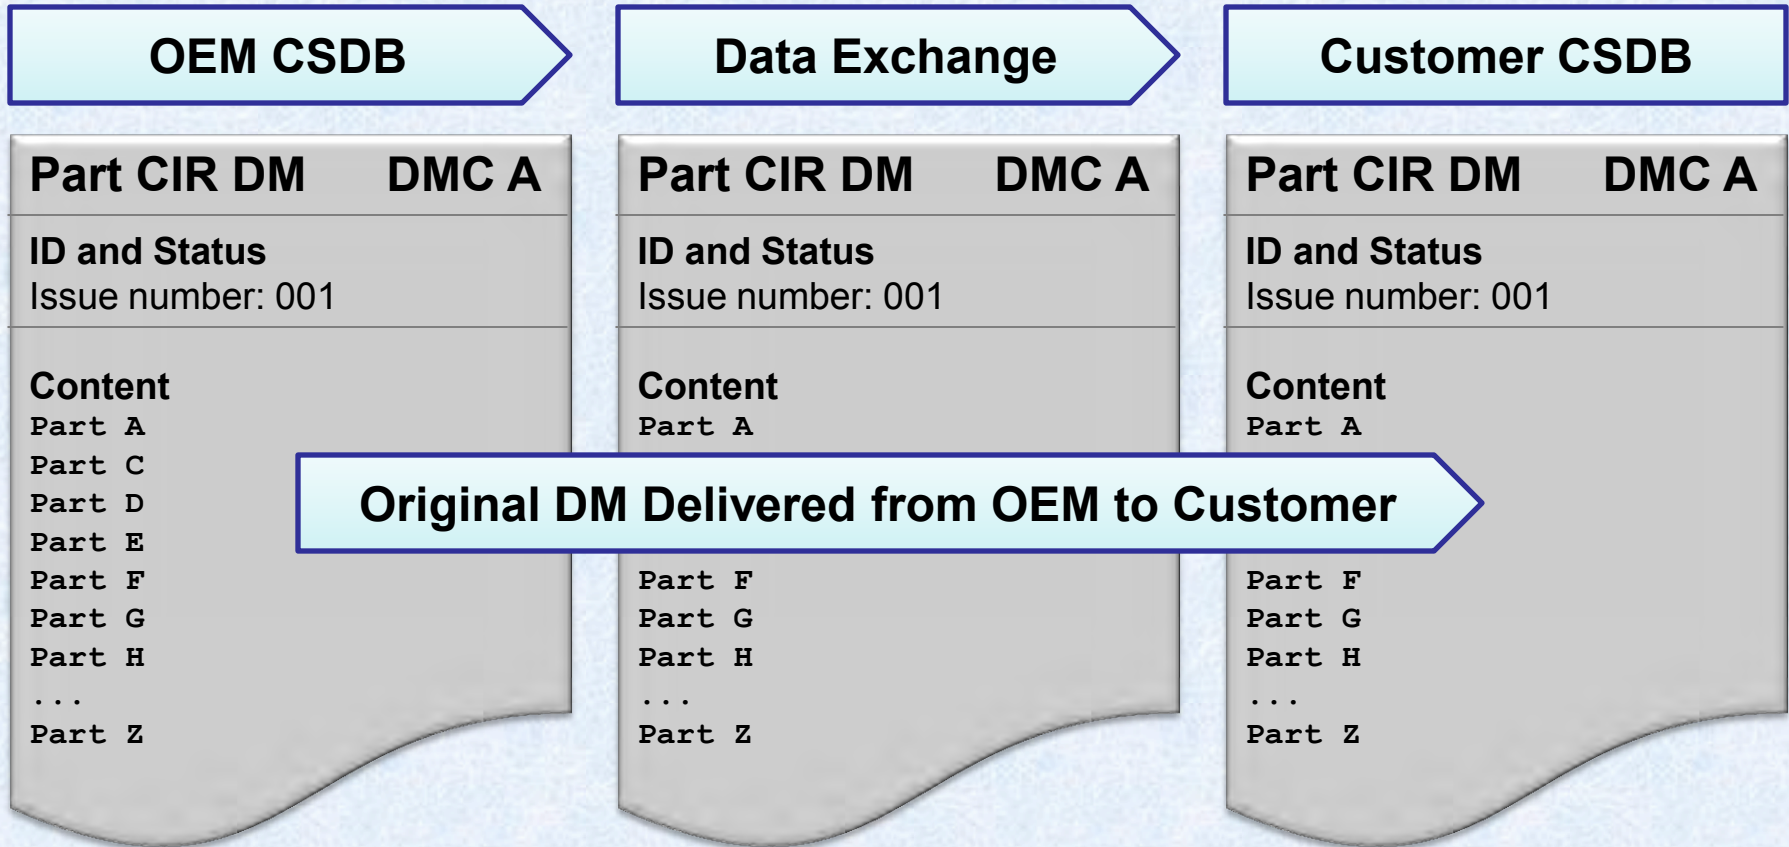 OEM CSDB
Data Exchange
Customer CSDB
Part CIR DM DMC A
ID and Status
Issue number: 001
Content
Part A
Part C
Part D
Part E
Part F
Part G
Part H
...
Part Z
Part CIR DM DMC A
ID and Status
Issue number: 001
Content
Part A
Part F
Part G
Part H
...
Part Z
Part CIR DM DMC A
ID and Status
Issue number: 001
Content
Part A
Part F
Part G
Part H
...
Part Z
Original DM Delivered from OEM to Customer